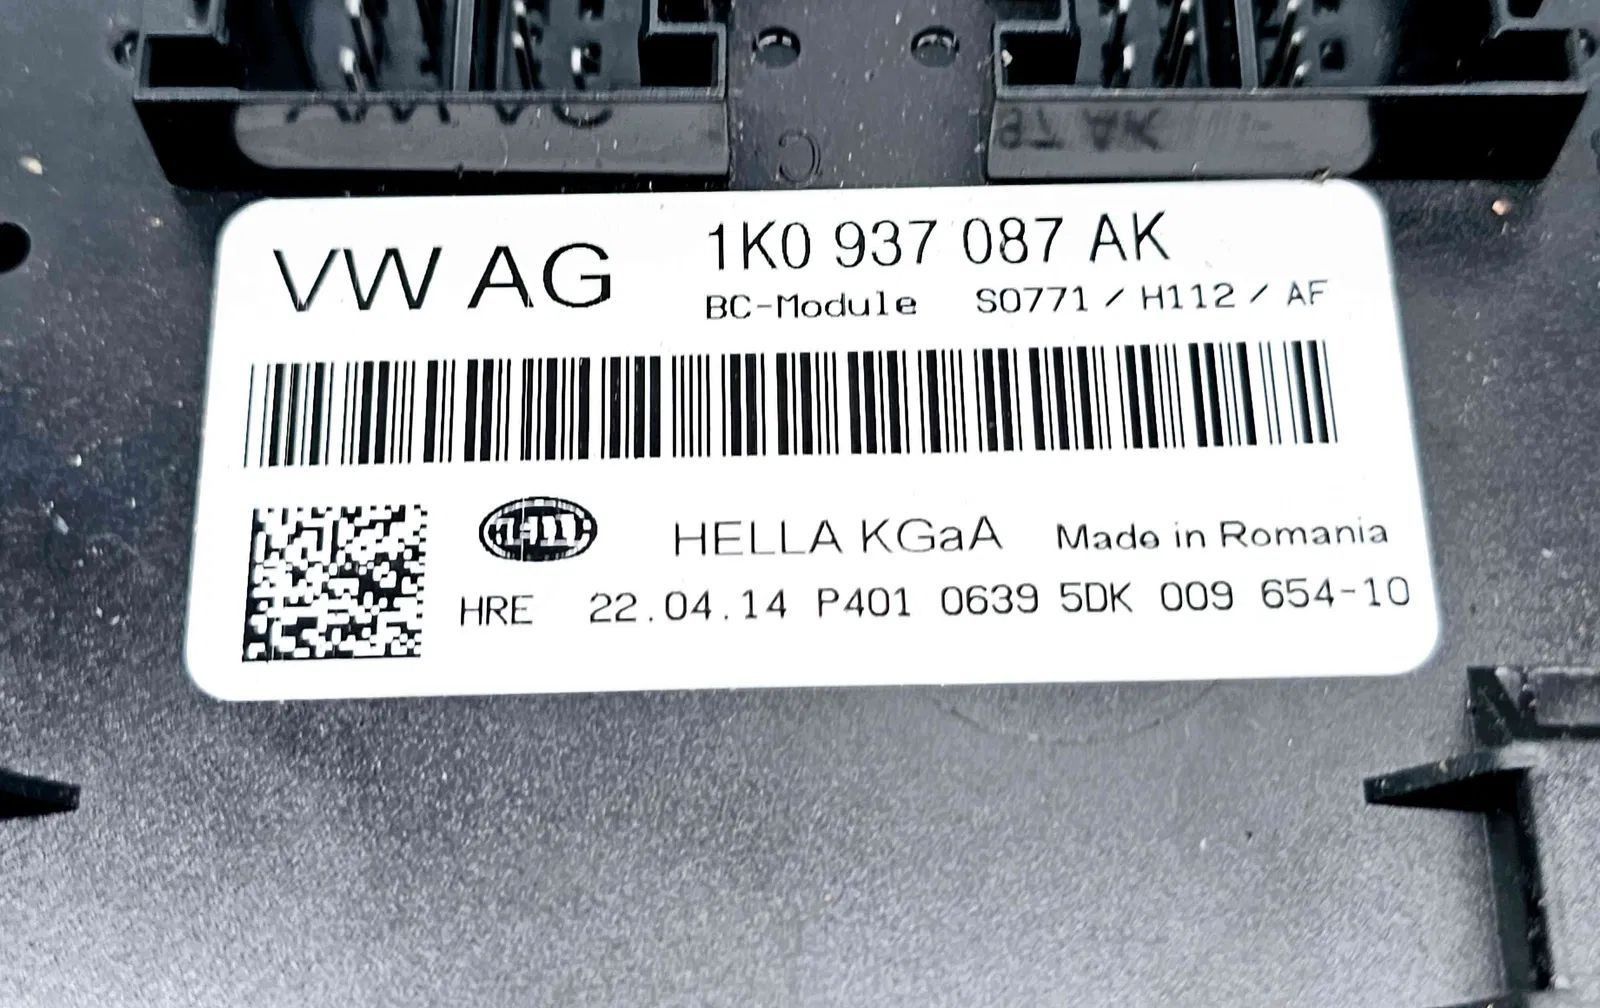 VW AG
1K0 937 087 AK
BC-Module S0771 / H112 / AF
HELLA
HELLA KGaA Made in Romania
HRE 22.04.14 P401 0639 5DK 009 654-10